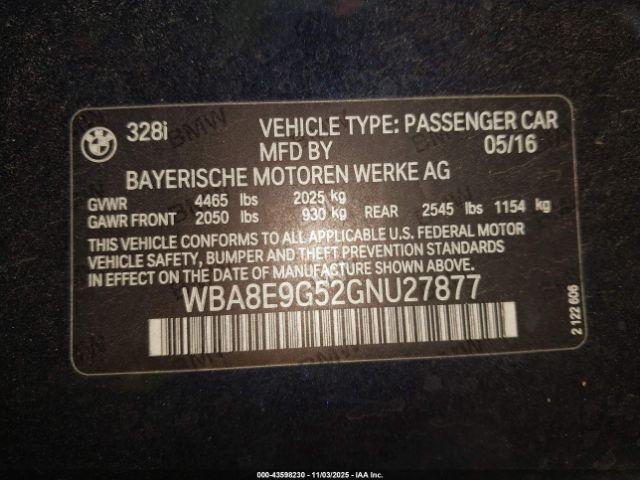 328i VEHICLE TYPE: PASSENGER CAR
MFD BY 05/16
BAYERISCHE MOTOREN WERKE AG
GVWR 4465 lbs 2025 kg
GAWR FRONT 2050 lbs 930 kg REAR 2545 lbs 1154 kg
THIS VEHICLE CONFORMS TO ALL APPLICABLE U.S. FEDERAL MOTOR
VEHICLE SAFETY, BUMPER AND THEFT PREVENTION STANDARDS
IN EFFECT ON THE DATE OF MANUFACTURE SHOWN ABOVE.
WBA8E9G52GNU27877
2 122 606
000-43598230 - 11/03/2025 - IAA Inc.